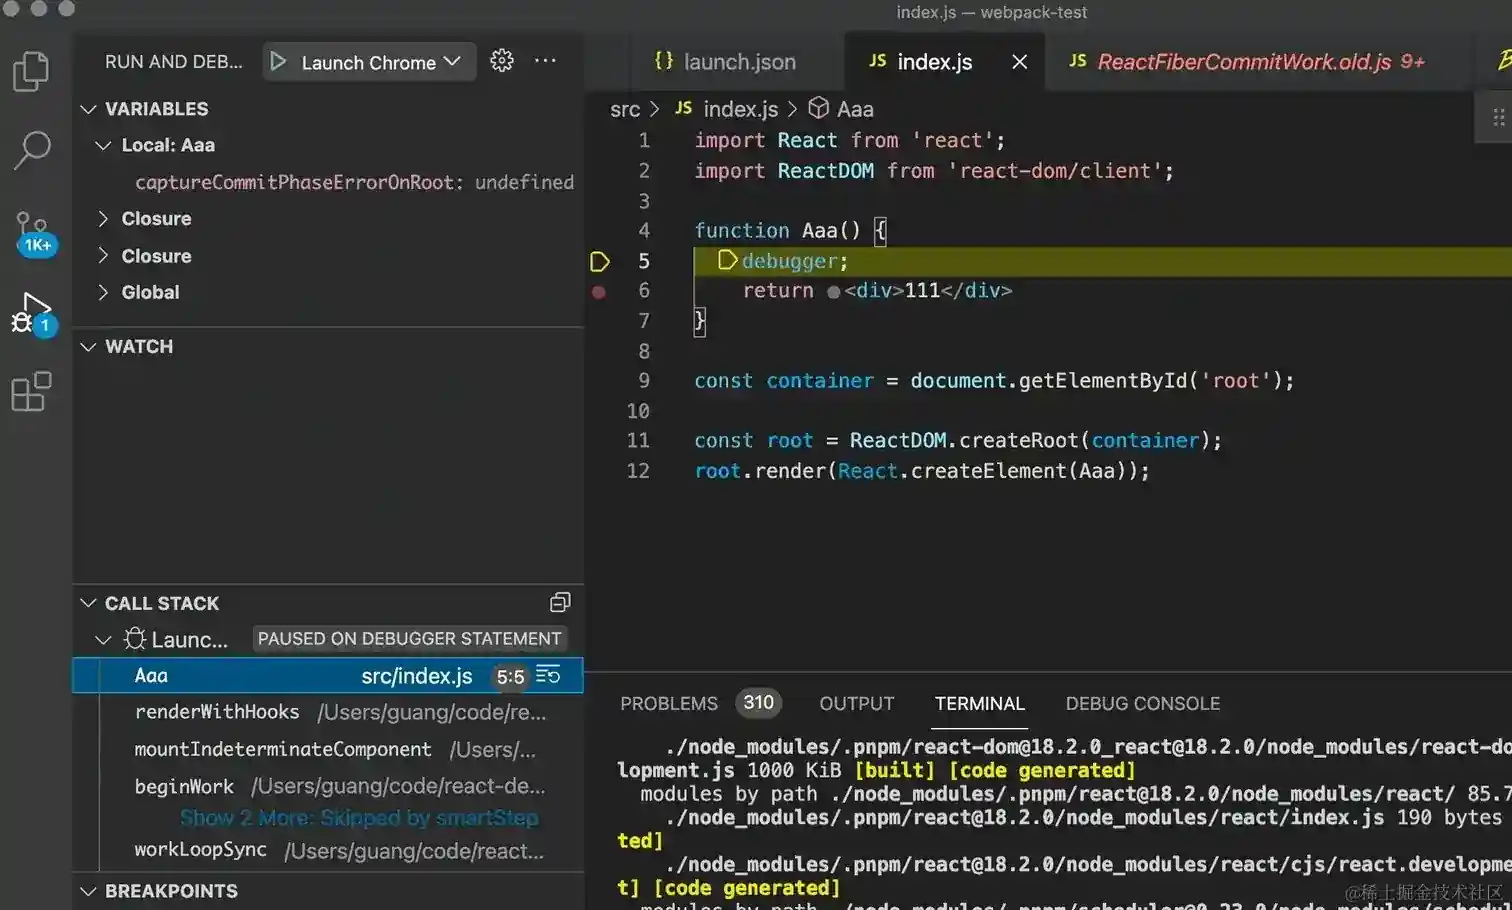 index.js — webpack-test
RUN AND DEB...
Launch Chrome
...
launch.json
JS index.js
JS ReactFiberCommitWork.old.js 9+
VARIABLES
Local: Aaa
captureCommitPhaseErrorOnRoot: undefined
Closure
Closure
Global
1K+
1
WATCH
CALL STACK
Launc...
PAUSED ON DEBUGGER STATEMENT
Aaa src/index.js 5:5
renderWithHooks /Users/guang/code/re...
mountIndeterminateComponent /Users/...
beginWork /Users/guang/code/react-de...
Show 2 More: Skipped by smartStep
workLoopSync /Users/guang/code/react...
BREAKPOINTS
src > JS index.js > Aaa
1 import React from 'react';
2 import ReactDOM from 'react-dom/client';
3
4 function Aaa() {
5 debugger;
6 return <div>111</div>
7 }
8
9 const container = document.getElementById('root');
10
11 const root = ReactDOM.createRoot(container);
12 root.render(React.createElement(Aaa));
PROBLEMS 310 OUTPUT TERMINAL DEBUG CONSOLE
./node_modules/.pnpm/react-dom@18.2.0_react@18.2.0/node_modules/react-do
lopment.js 1000 KiB [built] [code generated]
modules by path ./node_modules/.pnpm/react@18.2.0/node_modules/react/ 85.7
./node_modules/.pnpm/react@18.2.0/node_modules/react/index.js 190 bytes
ted]
./node_modules/.pnpm/react@18.2.0/node_modules/react/cjs/react.developme
t] [code generated]
@稀土掘金技术社区